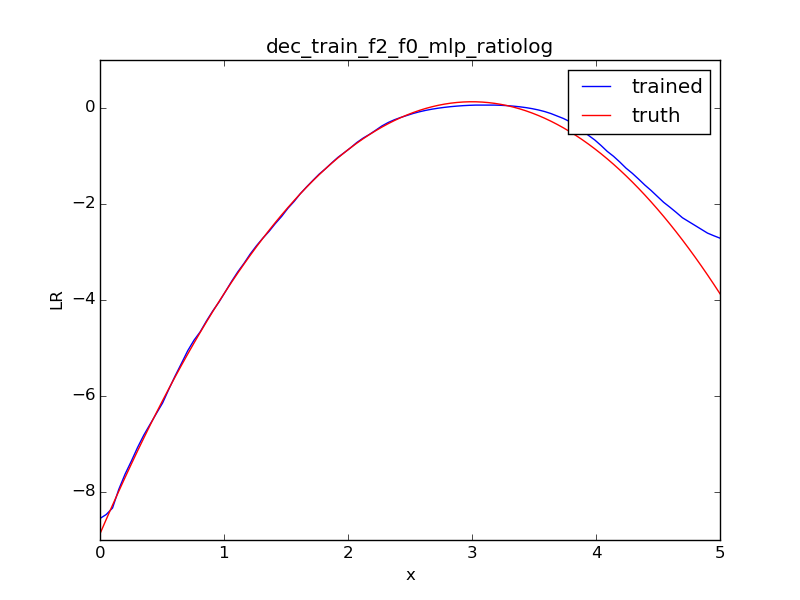 dec_train_f2_f0_mlp_ratiolog
trained
truth
0
−2
−4
−6
−8
LR
0 1 2 3 4 5
x